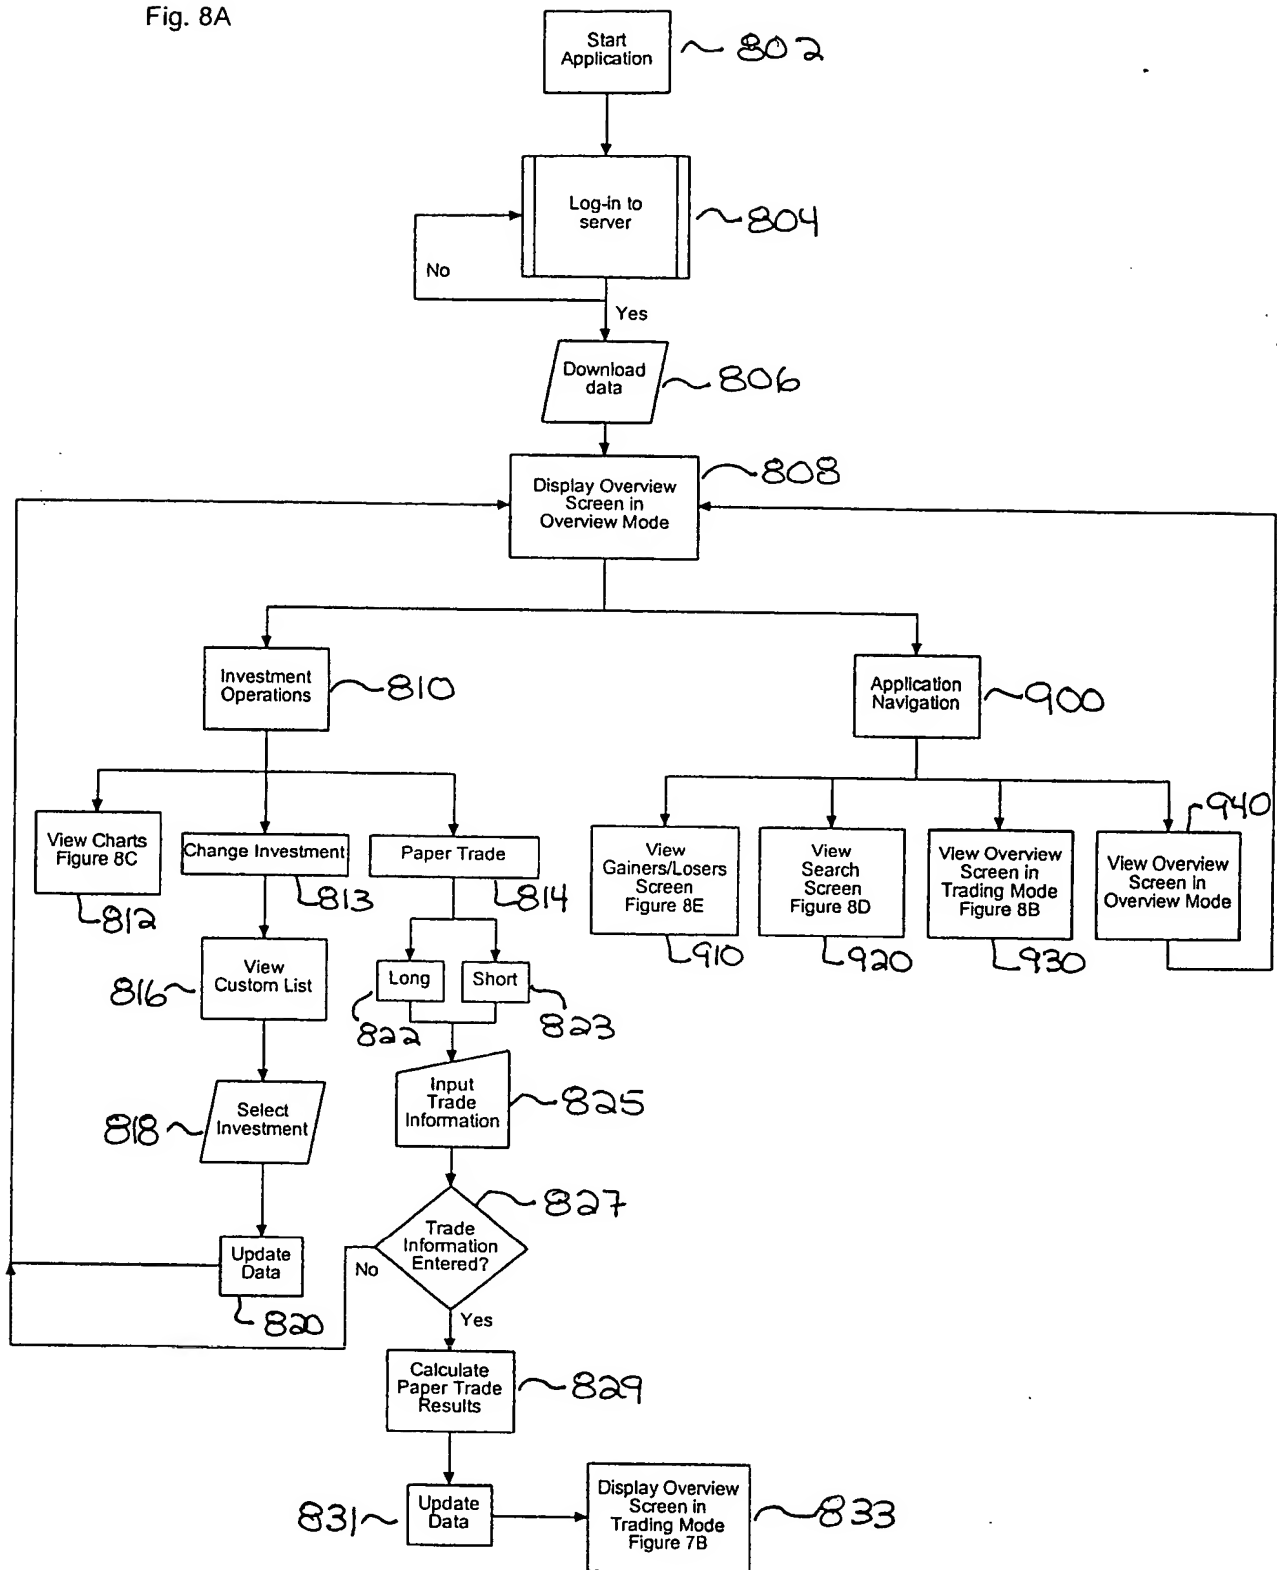 Fig. 8A
Start
Application
802
Log-in to
server
804
No
Yes
Download
data
806
808
Display Overview
Screen in
Overview Mode
Investment
Operations
810
Application
Navigation
900
View Charts
Figure 8C
812
Change Investment
813
Paper Trade
814
View
Gainers/Losers
Screen
Figure 8E
910
View
Search
Screen
Figure 8D
920
View Overview
Screen in
Trading Mode
Figure 8B
930
940
View Overview
Screen in
Overview Mode
View
Custom List
816
Long
822
Short
823
Select
Investment
818
Input
Trade
Information
825
827
Trade
Information
Entered?
No
Yes
Update
Data
820
Calculate
Paper Trade
Results
829
Update
Data
831
Display Overview
Screen in
Trading Mode
Figure 7B
833